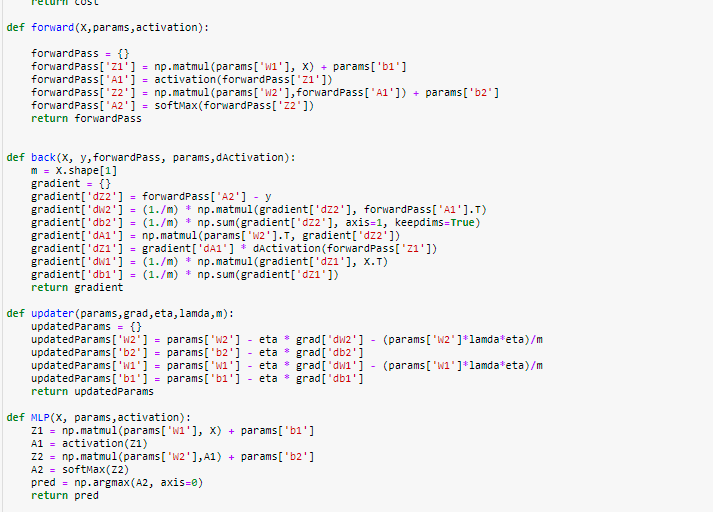 return cost
def forward(X,params,activation):
    forwardPass = {}
    forwardPass['Z1'] = np.matmul(params['W1'], X) + params['b1']
    forwardPass['A1'] = activation(forwardPass['Z1'])
    forwardPass['Z2'] = np.matmul(params['W2'],forwardPass['A1']) + params['b2']
    forwardPass['A2'] = softMax(forwardPass['Z2'])
    return forwardPass
def back(X, y,forwardPass, params,dActivation):
    m = X.shape[1]
    gradient = {}
    gradient['dZ2'] = forwardPass['A2'] - y
    gradient['dW2'] = (1./m) * np.matmul(gradient['dZ2'], forwardPass['A1'].T)
    gradient['db2'] = (1./m) * np.sum(gradient['dZ2'], axis=1, keepdims=True)
    gradient['dA1'] = np.matmul(params['W2'].T, gradient['dZ2'])
    gradient['dZ1'] = gradient['dA1'] * dActivation(forwardPass['Z1'])
    gradient['dW1'] = (1./m) * np.matmul(gradient['dZ1'], X.T)
    gradient['db1'] = (1./m) * np.sum(gradient['dZ1'])
    return gradient
def updater(params,grad,eta,lamda,m):
    updatedParams = {}
    updatedParams['W2'] = params['W2'] - eta * grad['dW2'] - (params['W2']*lamda*eta)/m
    updatedParams['b2'] = params['b2'] - eta * grad['db2']
    updatedParams['W1'] = params['W1'] - eta * grad['dW1'] - (params['W1']*lamda*eta)/m
    updatedParams['b1'] = params['b1'] - eta * grad['db1']
    return updatedParams
def MLP(X, params,activation):
    Z1 = np.matmul(params['W1'], X) + params['b1']
    A1 = activation(Z1)
    Z2 = np.matmul(params['W2'],A1) + params['b2']
    A2 = softMax(Z2)
    pred = np.argmax(A2, axis=0)
    return pred